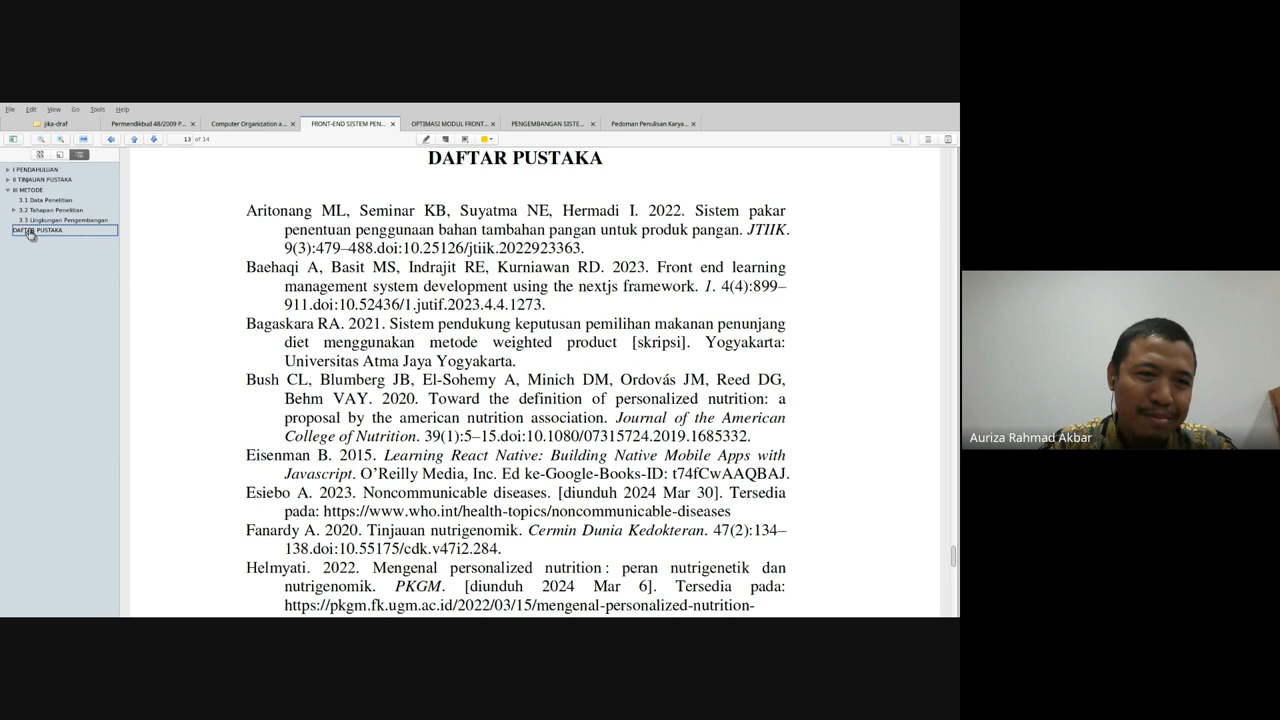 File Edit View Go Tools Help
jika-draf Permendikbud 48/2009 P... Computer Organization a... FRONT-END SISTEM PEN... OPTIMASI MODUL FRONT... PENGEMBANGAN SISTE... Pedoman Penulisan Karya...
13 of 14
I PENDAHULUAN
II TINJAUAN PUSTAKA
III METODE
3.1 Data Penelitian
3.2 Tahapan Penelitian
3.3 Lingkungan Pengembangan
DAFTAR PUSTAKA
DAFTAR PUSTAKA
Aritonang ML, Seminar KB, Suyatma NE, Hermadi I. 2022. Sistem pakar
penentuan penggunaan bahan tambahan pangan untuk produk pangan. JTIIK.
9(3):479–488.doi:10.25126/jtiik.2022923363.
Baehaqi A, Basit MS, Indrajit RE, Kurniawan RD. 2023. Front end learning
management system development using the nextjs framework. 1. 4(4):899–
911.doi:10.52436/1.jutif.2023.4.4.1273.
Bagaskara RA. 2021. Sistem pendukung keputusan pemilihan makanan penunjang
diet menggunakan metode weighted product [skripsi]. Yogyakarta:
Universitas Atma Jaya Yogyakarta.
Bush CL, Blumberg JB, El-Sohemy A, Minich DM, Ordovás JM, Reed DG,
Behm VAY. 2020. Toward the definition of personalized nutrition: a
proposal by the american nutrition association. Journal of the American
College of Nutrition. 39(1):5–15.doi:10.1080/07315724.2019.1685332.
Eisenman B. 2015. Learning React Native: Building Native Mobile Apps with
Javascript. O’Reilly Media, Inc. Ed ke-Google-Books-ID: t74fCwAAQBAJ.
Esiebo A. 2023. Noncommunicable diseases. [diunduh 2024 Mar 30]. Tersedia
pada: https://www.who.int/health-topics/noncommunicable-diseases
Fanardy A. 2020. Tinjauan nutrigenomik. Cermin Dunia Kedokteran. 47(2):134–
138.doi:10.55175/cdk.v47i2.284.
Helmyati. 2022. Mengenal personalized nutrition : peran nutrigenetik dan
nutrigenomik. PKGM. [diunduh 2024 Mar 6]. Tersedia pada:
https://pkgm.fk.ugm.ac.id/2022/03/15/mengenal-personalized-nutrition-
Auriza Rahmad Akbar